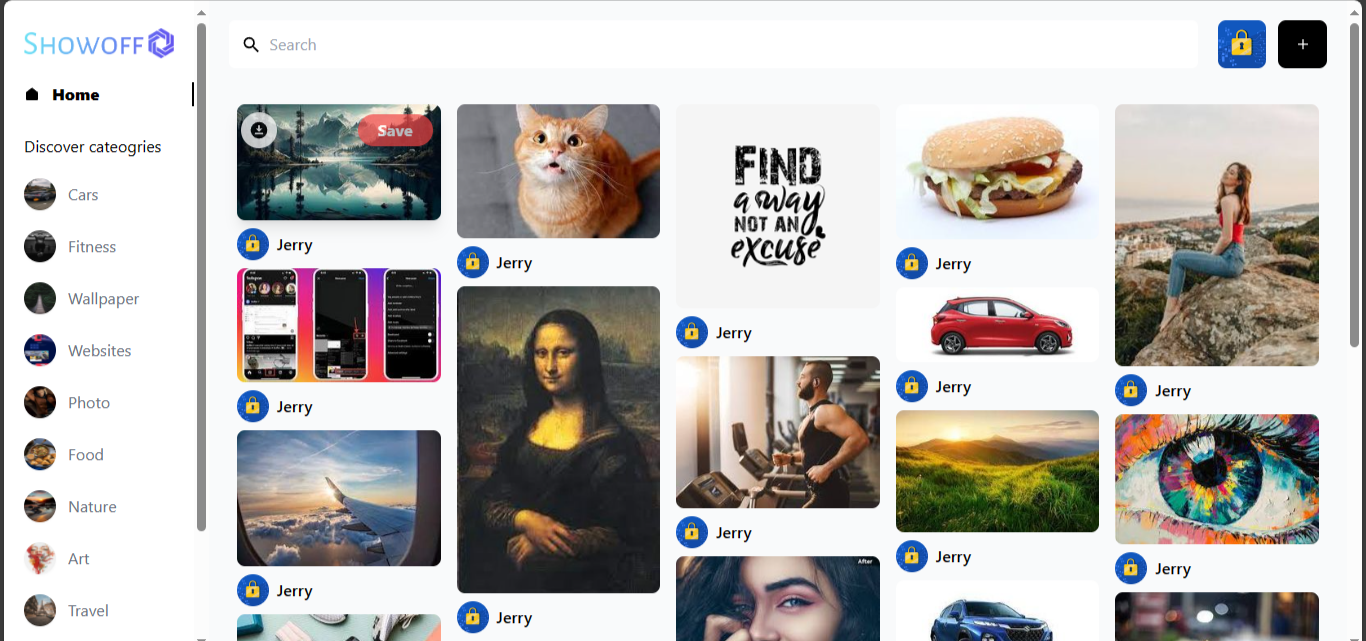 SHOWOFF
Search
+
Home
Discover cateogries
Cars
Fitness
Wallpaper
Websites
Photo
Food
Nature
Art
Travel
Save
Jerry
Jerry
Jerry
Jerry
Jerry
FIND
a way
NOT AN
excuse
Jerry
Jerry
After
Jerry
Jerry
Jerry
Jerry
Jerry